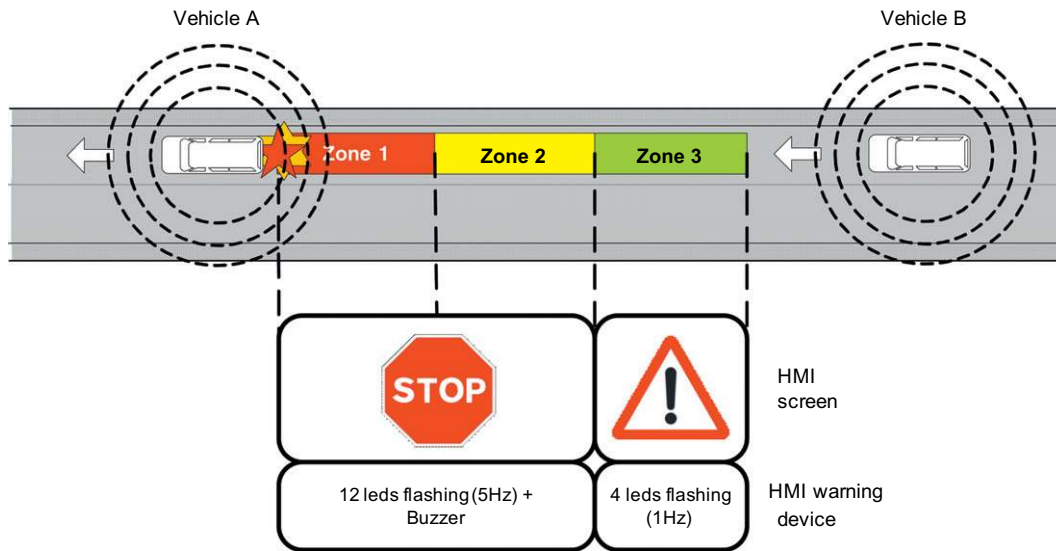 Vehicle A
Vehicle B
Zone 1
Zone 2
Zone 3
STOP
HMI
screen
12 leds flashing (5Hz) +
Buzzer
4 leds flashing
(1Hz)
HMI warning
device